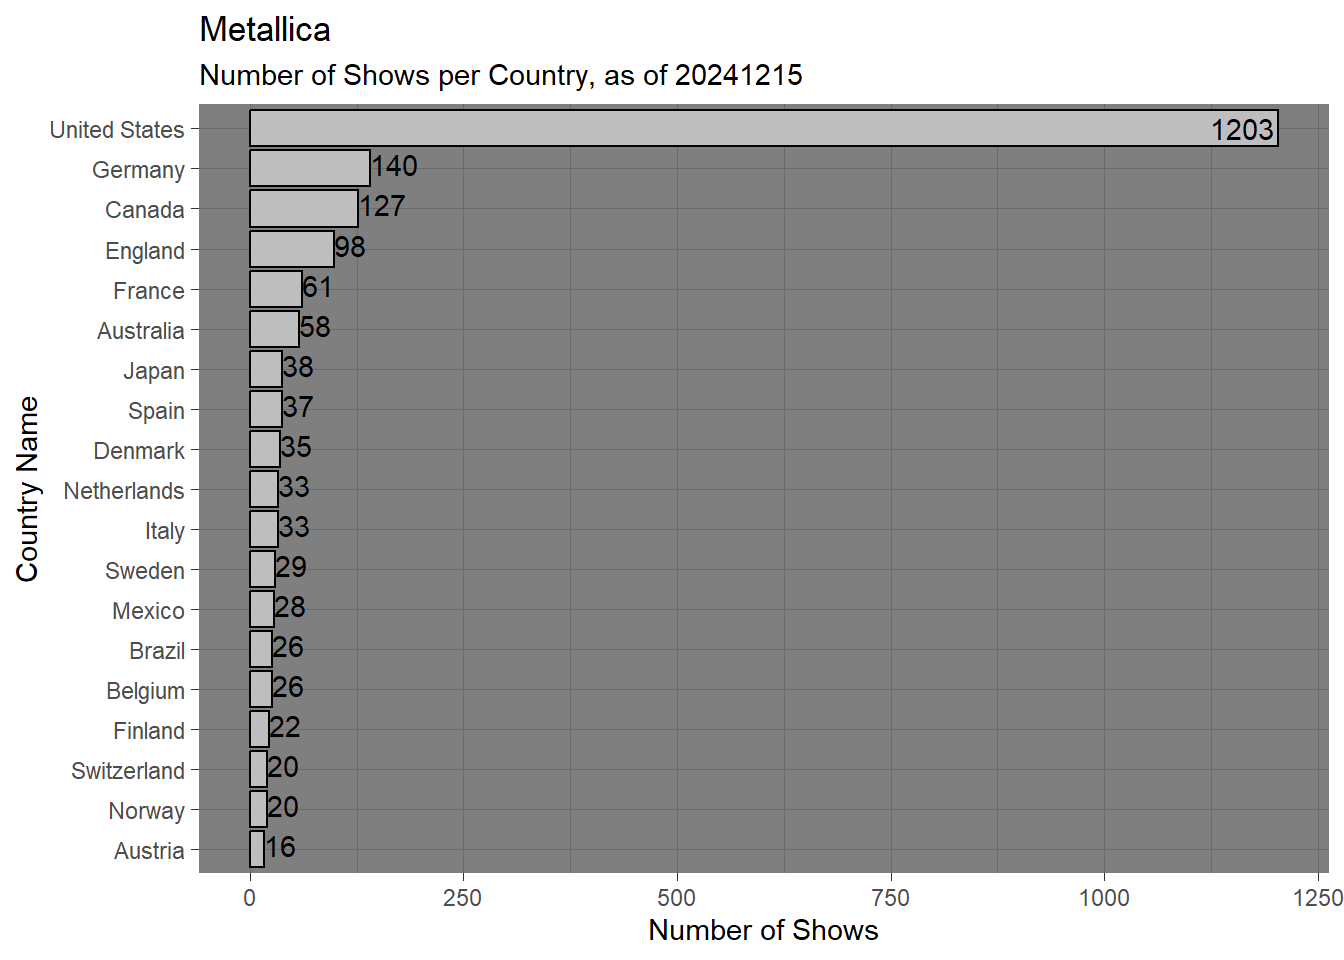 Metallica
Number of Shows per Country, as of 20241215
Country Name
United States 1203
Germany 140
Canada 127
England 98
France 61
Australia 58
Japan 38
Spain 37
Denmark 35
Netherlands 33
Italy 33
Sweden 29
Mexico 28
Brazil 26
Belgium 26
Finland 22
Switzerland 20
Norway 20
Austria 16
0 250 500 750 1000 1250
Number of Shows